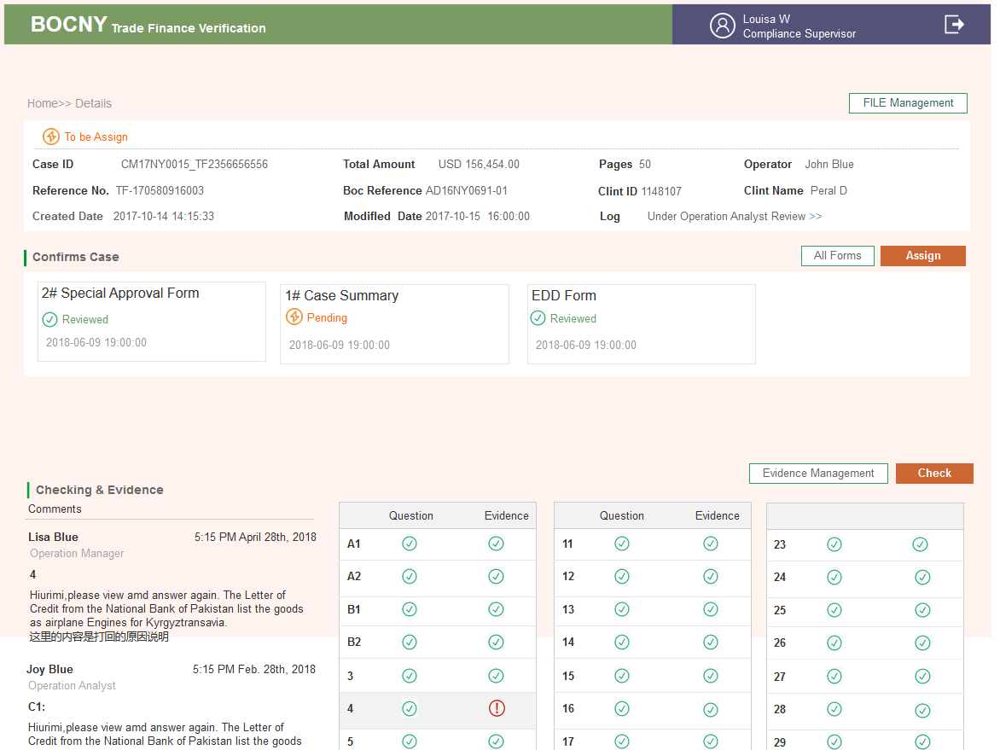 BOCNY Trade Finance Verification
Louisa W
Compliance Supervisor
Home>> Details
FILE Management
To be Assign
Case ID CM17NY0015_TF2356656556 Total Amount USD 156,454.00 Pages 50 Operator John Blue
Reference No. TF-170580916003 Boc Reference AD16NY0691-01 Clint ID 1148107 Clint Name Peral D
Created Date 2017-10-14 14:15:33 Modified Date 2017-10-15 16:00:00 Log Under Operation Analyst Review >>
Confirms Case
All Forms
Assign
2# Special Approval Form
Reviewed
2018-06-09 19:00:00
1# Case Summary
Pending
2018-06-09 19:00:00
EDD Form
Reviewed
2018-06-09 19:00:00
Evidence Management
Check
Checking & Evidence
Comments
Lisa Blue 5:15 PM April 28th, 2018
Operation Manager
4
Hiurimi,please view amd answer again. The Letter of
Credit from the National Bank of Pakistan list the goods
as airplane Engines for Kyrgyztransavia.
这里的内容是打回的原因说明
Joy Blue 5:15 PM Feb. 28th, 2018
Operation Analyst
C1:
Hiurimi,please view amd answer again. The Letter of
Credit from the National Bank of Pakistan list the goods
Question Evidence
A1
A2
B1
B2
3
4
5
Question Evidence
11
12
13
14
15
16
17
23
24
25
26
27
28
29